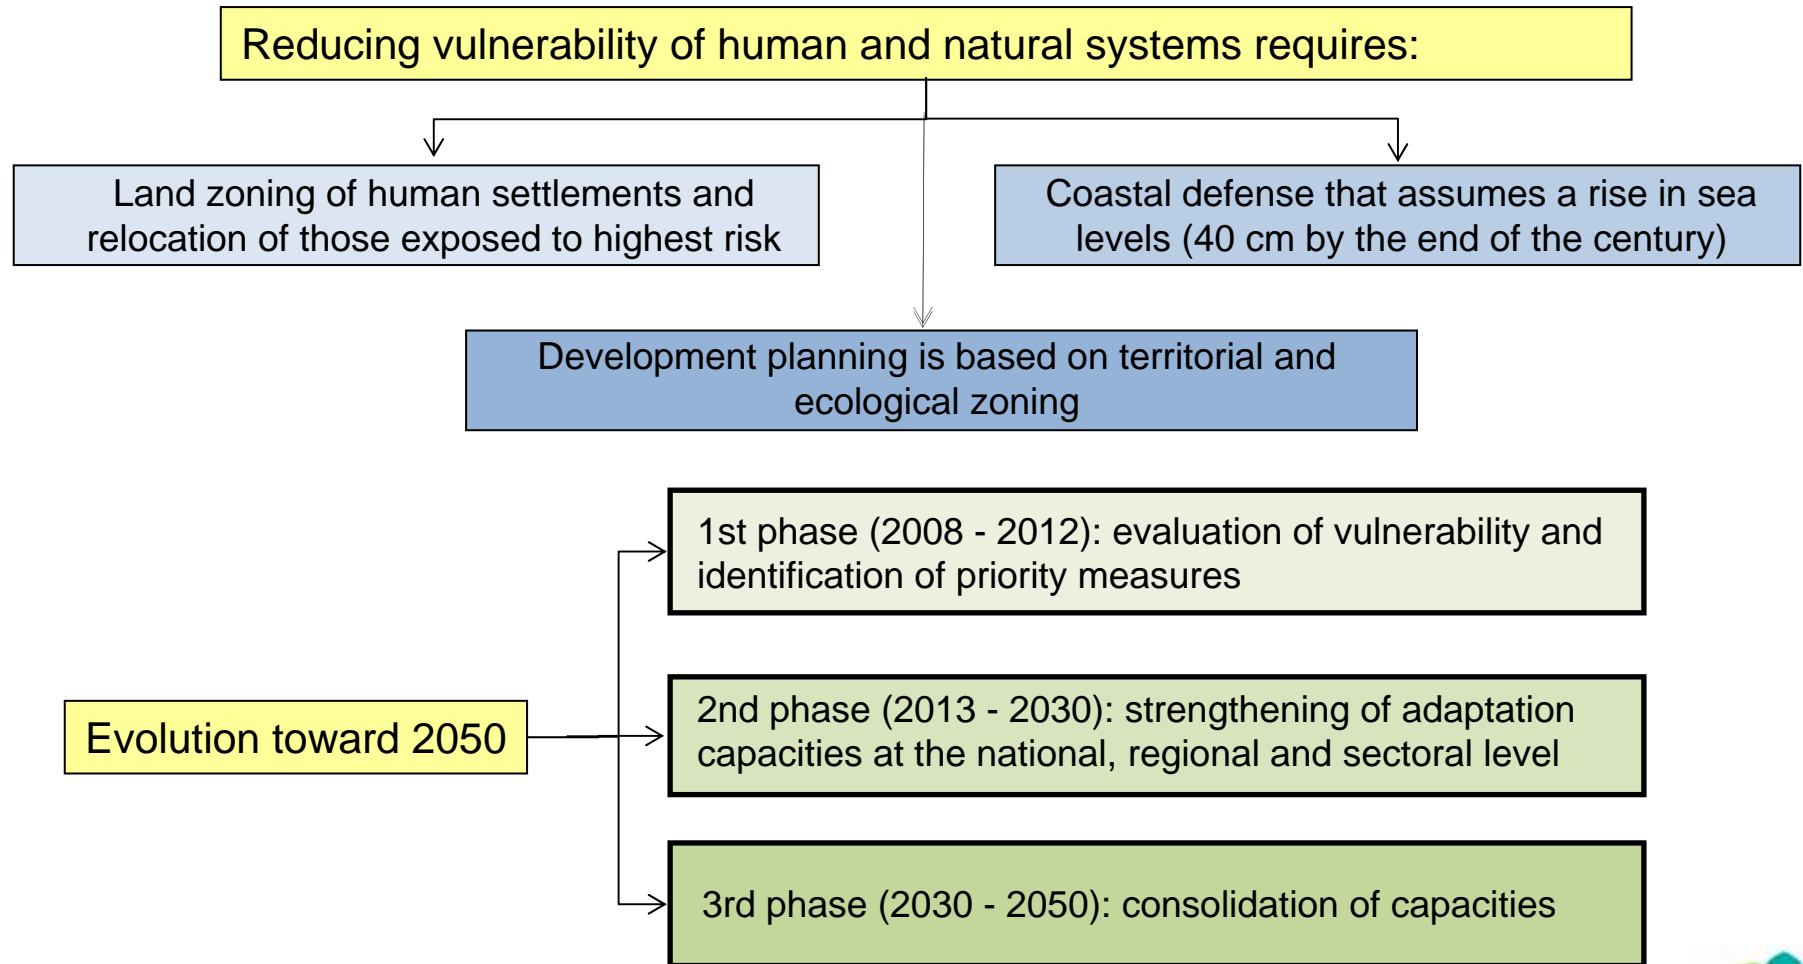 Reducing vulnerability of human and natural systems requires:
Land zoning of human settlements and
relocation of those exposed to highest risk
Coastal defense that assumes a rise in sea
levels (40 cm by the end of the century)
Development planning is based on territorial and
ecological zoning
1st phase (2008 - 2012): evaluation of vulnerability and
identification of priority measures
Evolution toward 2050
2nd phase (2013 - 2030): strengthening of adaptation
capacities at the national, regional and sectoral level
3rd phase (2030 - 2050): consolidation of capacities